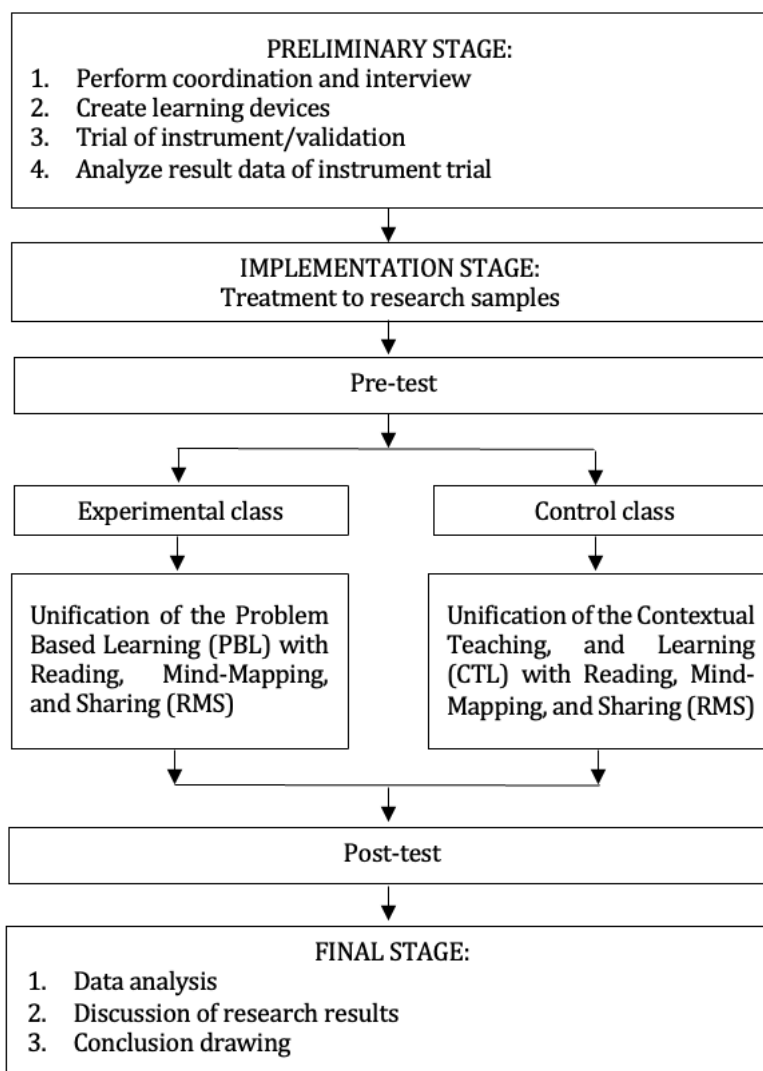 PRELIMINARY STAGE:
1. Perform coordination and interview
2. Create learning devices
3. Trial of instrument/validation
4. Analyze result data of instrument trial
IMPLEMENTATION STAGE:
Treatment to research samples
Pre-test
Experimental class
Control class
Unification of the Problem
Based Learning (PBL) with
Reading, Mind-Mapping,
and Sharing (RMS)
Unification of the Contextual
Teaching, and Learning
(CTL) with Reading, Mind-
Mapping, and Sharing (RMS)
Post-test
FINAL STAGE:
1. Data analysis
2. Discussion of research results
3. Conclusion drawing